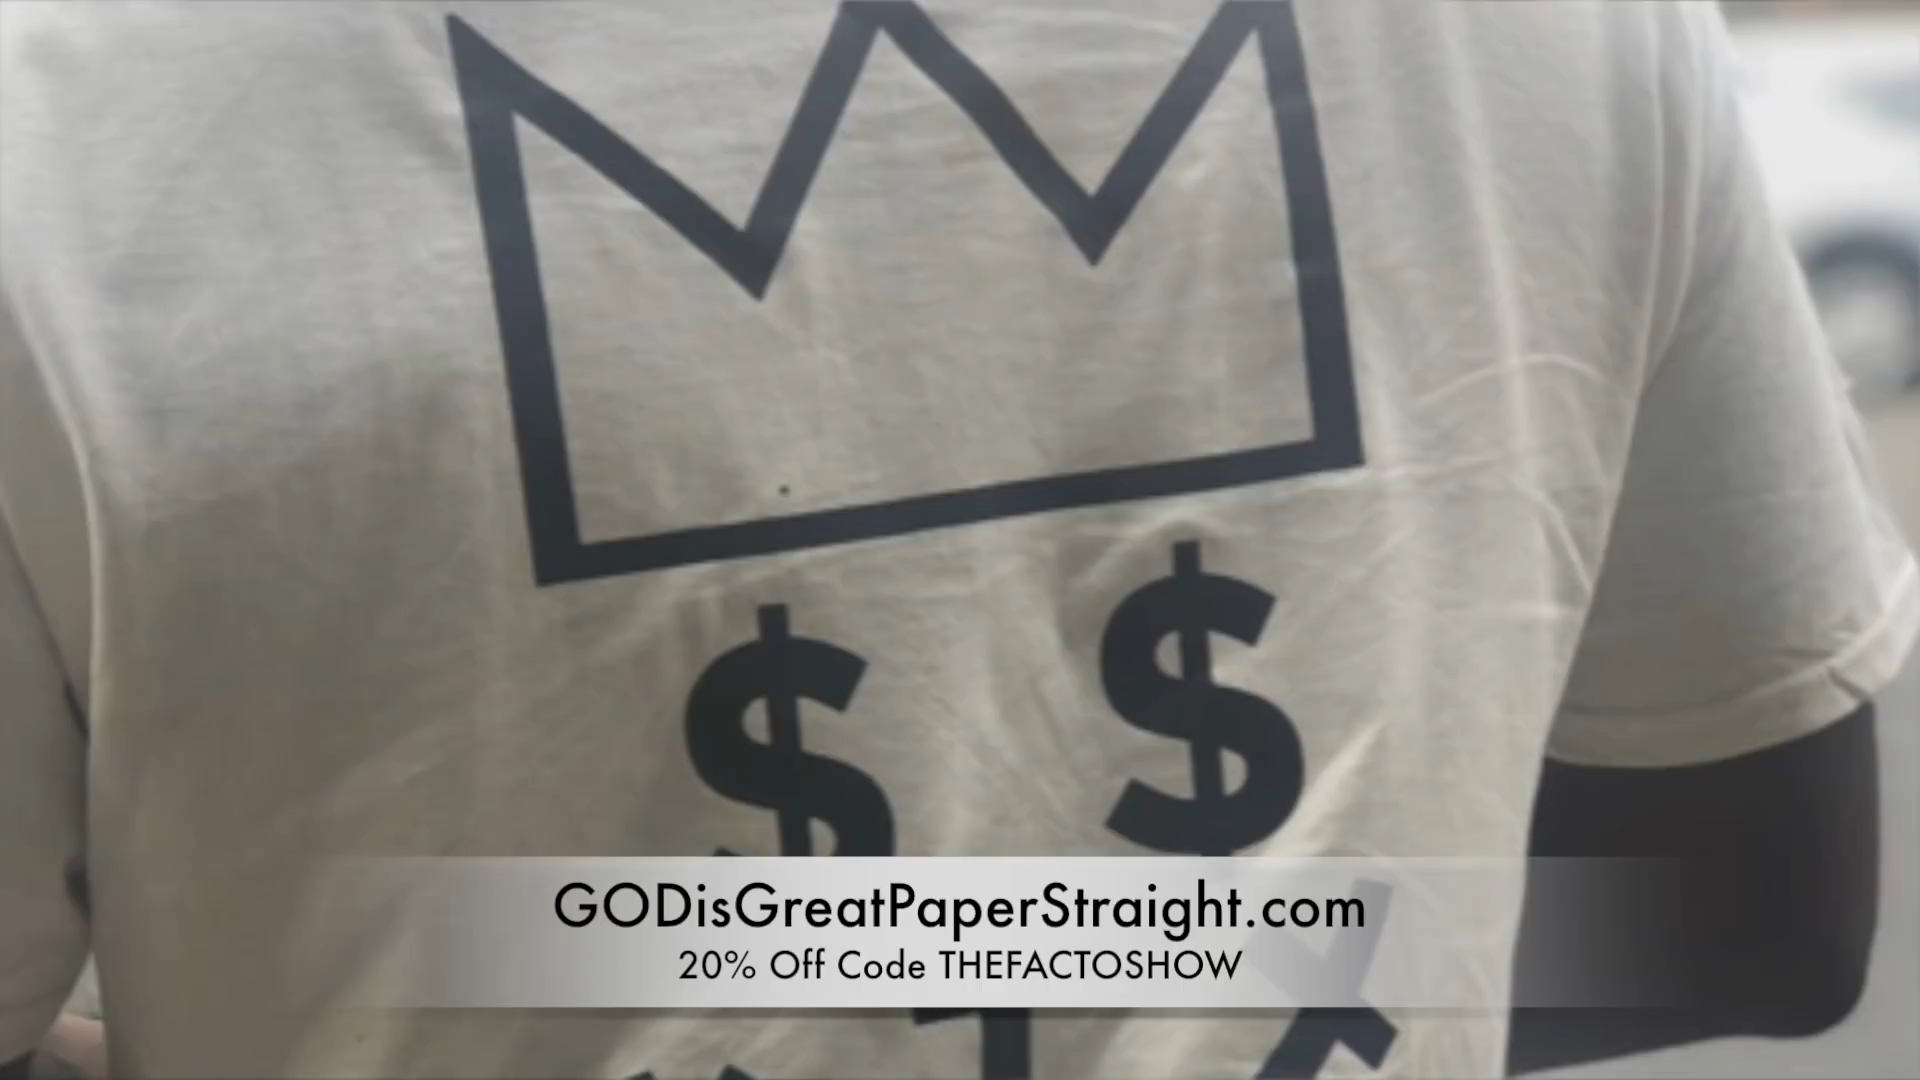 $ $
GODisGreatPaperStraight.com
20% Off Code THEFACTOSHOW